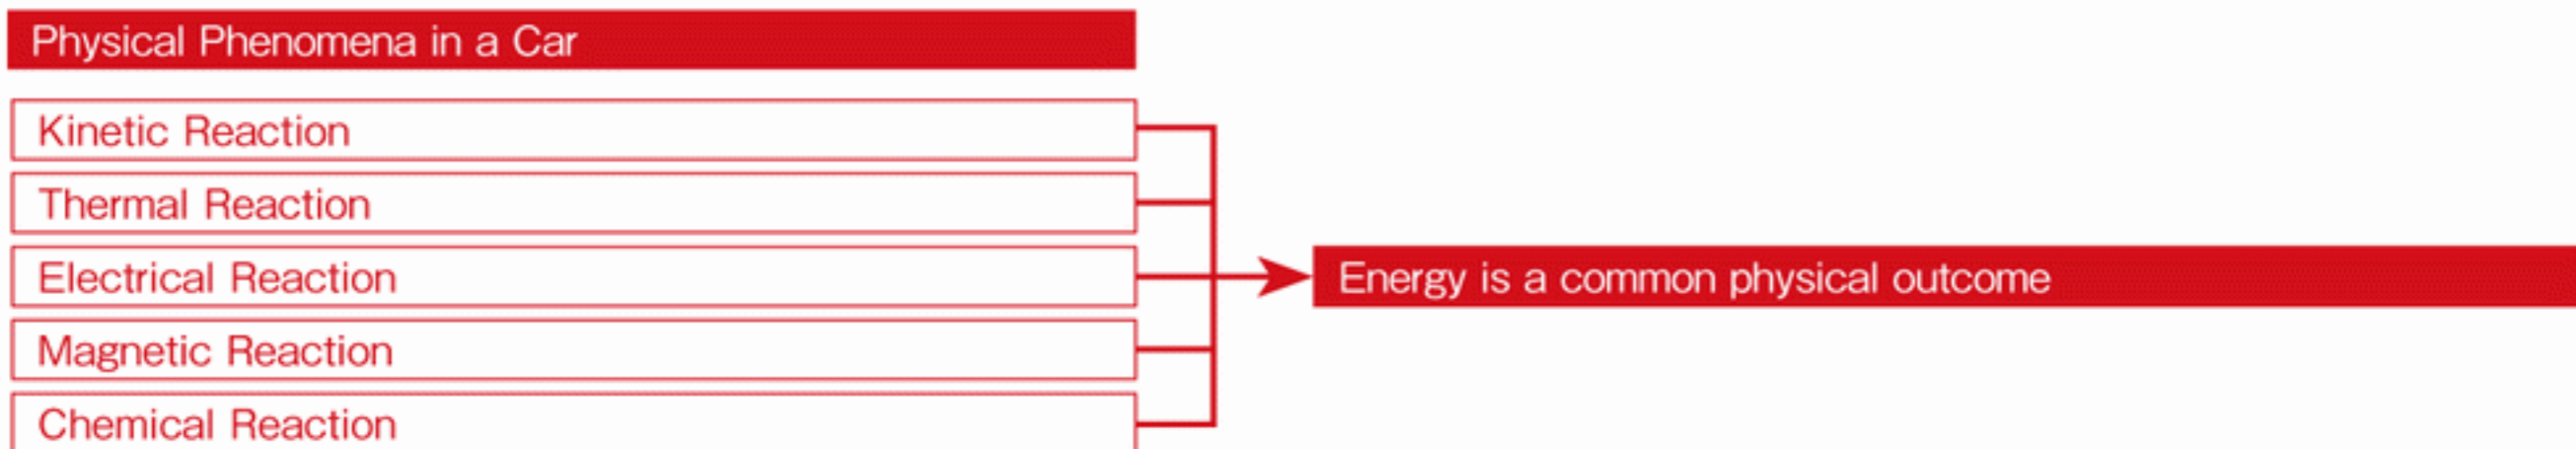 Physical Phenomena in a Car
Kinetic Reaction
Thermal Reaction
Electrical Reaction
Energy is a common physical outcome
Magnetic Reaction
Chemical Reaction